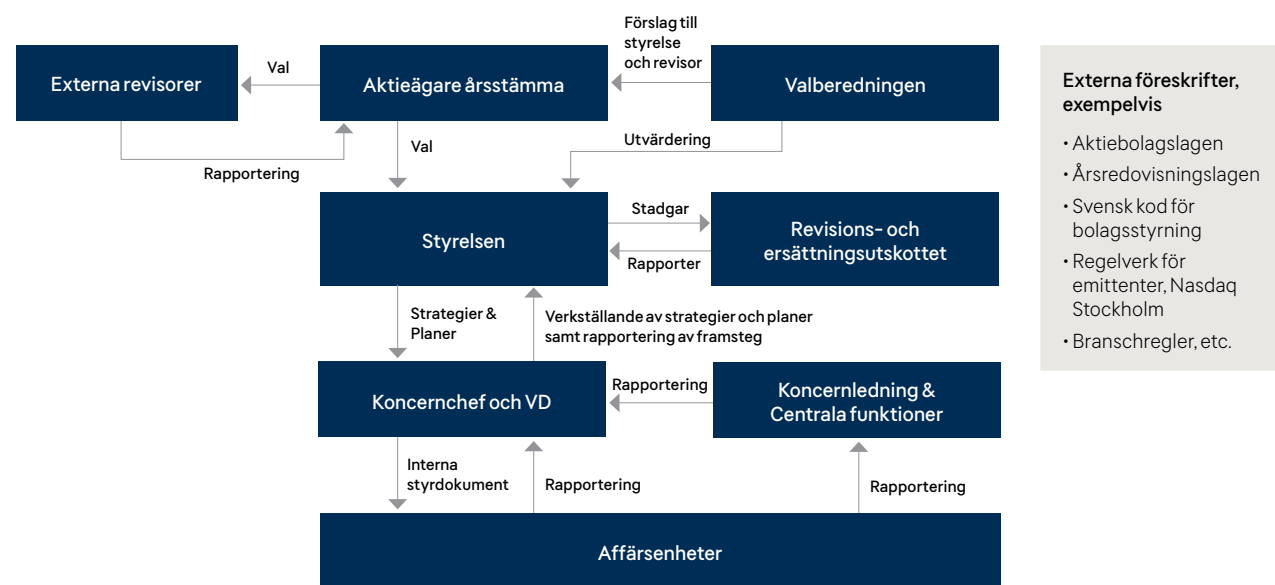 Förslag till
styrelse
och revisor
Externa revisorer
Val
Aktieägare årsstämma
Valberedningen
Rapportering
Val
Utvärdering
Styrelsen
Stadgar
Rapporter
Revisions- och
ersättningsutskottet
Strategier &
Planer
Verkställande av strategier och planer
samt rapportering av framsteg
Koncernchef och VD
Rapportering
Koncernledning &
Centrala funktioner
Interna
styrdokument
Rapportering
Rapportering
Affärsenheter
Externa föreskrifter,
exempelvis
• Aktiebolagslagen
• Årsredovisningslagen
• Svensk kod för
bolagsstyrning
• Regelverk för
emittenter, Nasdaq
Stockholm
• Branschregler, etc.